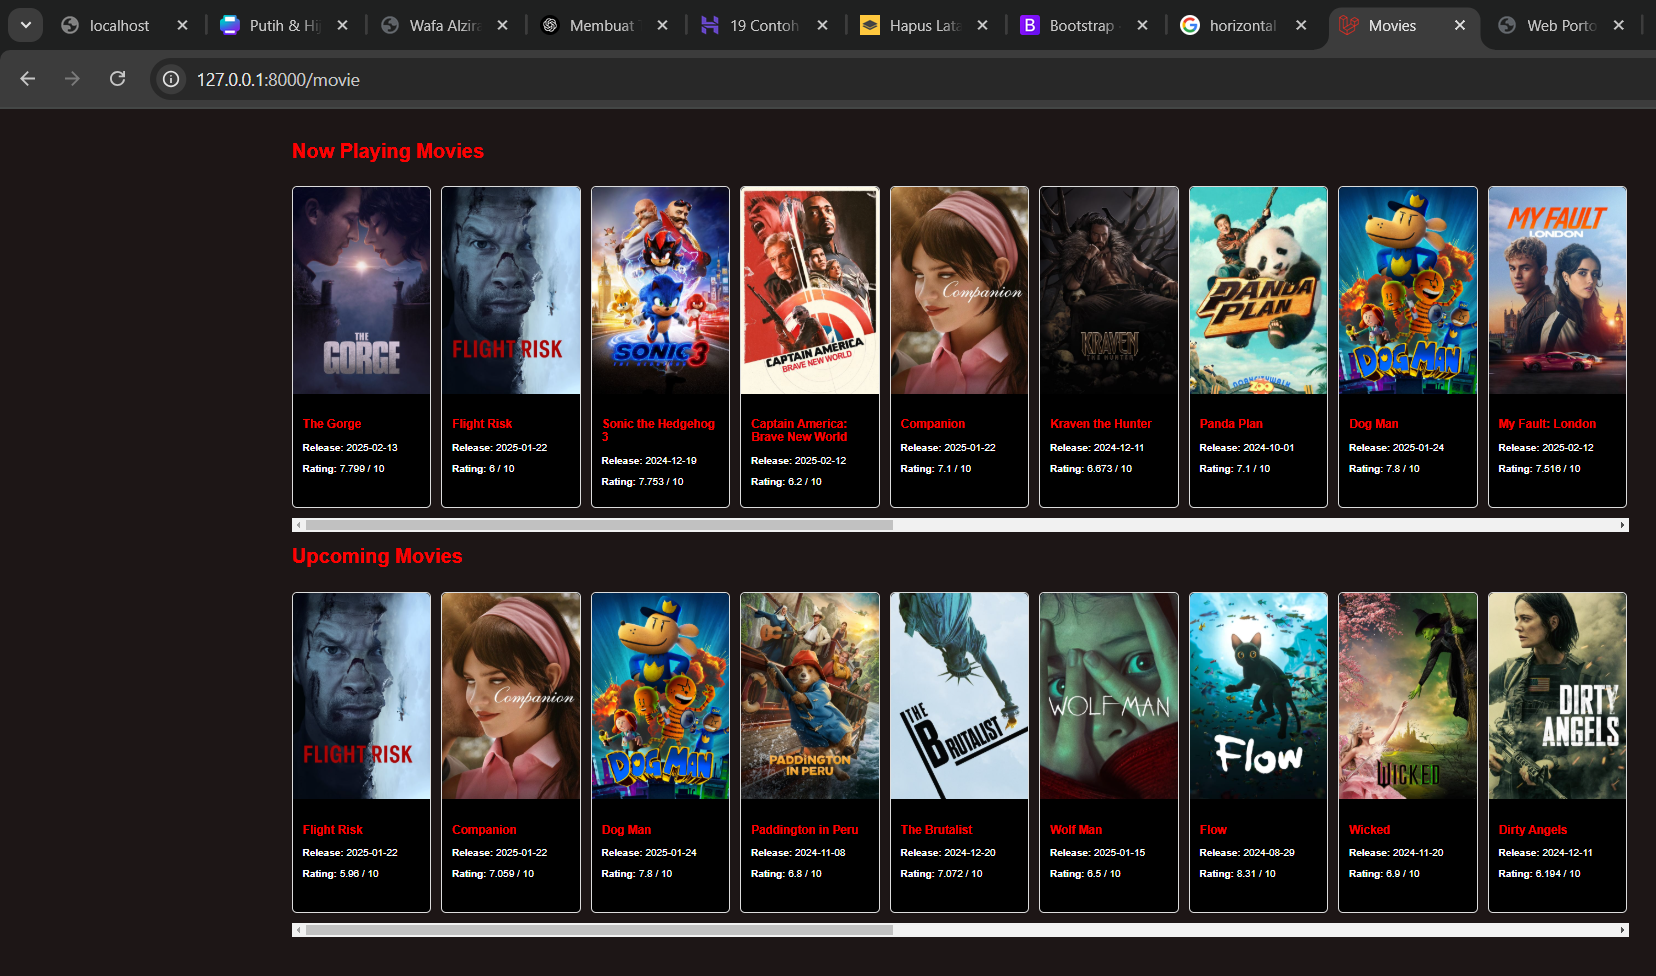 localhost
Putih & Hij
Wafa Alzira
Membuat
19 Contoh
Hapus Lata
Bootstrap
horizontal
Movies
Web Porto
127.0.0.1:8000/movie
Now Playing Movies
THE
GORGE
FLIGHT RISK
SONIC 3
THE HEDGEHOG
CAPTAIN AMERICA
BRAVE NEW WORLD
Companion
KRAVEN
THE HUNTER
PANDA
PLAN
ZOO
DOG MAN
MY FAULT
LONDON
The Gorge
Release: 2025-02-13
Rating: 7.799 / 10
Flight Risk
Release: 2025-01-22
Rating: 6 / 10
Sonic the Hedgehog
3
Release: 2024-12-19
Rating: 7.753 / 10
Captain America:
Brave New World
Release: 2025-02-12
Rating: 6.2 / 10
Companion
Release: 2025-01-22
Rating: 7.1 / 10
Kraven the Hunter
Release: 2024-12-11
Rating: 6.673 / 10
Panda Plan
Release: 2024-10-01
Rating: 7.1 / 10
Dog Man
Release: 2025-01-24
Rating: 7.8 / 10
My Fault: London
Release: 2025-02-12
Rating: 7.516 / 10
Upcoming Movies
FLIGHT RISK
Companion
DOG MAN
PADDINGTON
IN PERU
THE
BRUTALIST
WOLF MAN
Flow
WICKED
DIRTY
ANGELS
Flight Risk
Release: 2025-01-22
Rating: 5.96 / 10
Companion
Release: 2025-01-22
Rating: 7.059 / 10
Dog Man
Release: 2025-01-24
Rating: 7.8 / 10
Paddington in Peru
Release: 2024-11-08
Rating: 6.8 / 10
The Brutalist
Release: 2024-12-20
Rating: 7.072 / 10
Wolf Man
Release: 2025-01-15
Rating: 6.5 / 10
Flow
Release: 2024-08-29
Rating: 8.31 / 10
Wicked
Release: 2024-11-20
Rating: 6.9 / 10
Dirty Angels
Release: 2024-12-11
Rating: 6.194 / 10